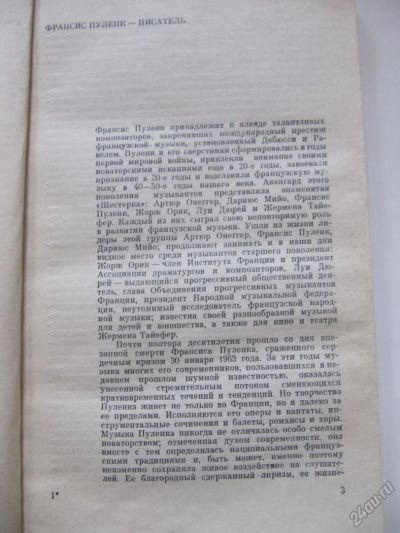 ФРАНСИС ПУЛЕНК — ПИСАТЕЛЬ
Франсис Пуленк принадлежит к плеяде талантливых
композиторов, закрепивших международный престиж
французской музыки, установленный Дебюсси и Ра-
велем. Пуленк и его сверстники сформировались в годы
первой мировой войны, привлекли внимание своими
новаторскими исканиями еще в 20-е годы, завоевали
признание в 30-е годы и возглавили французскую му-
зыку в 40—50-е годы нашего века. Авангард этого
поколения музыкантов представляла знаменитая
«Шестерка»: Артюр Онеггер, Дариюс Мийо, Франсис
Пуленк, Жорж Орик, Луи Дюрей и Жермена Тайе-
фер. Каждый из них сыграл свою неповторимую роль
в развитии французской музыки. Ушли из жизни ли-
деры этой группы Артюр Онеггер, Франсис Пуленк,
Дариюс Мийо; продолжают занимать и в наши дни
видное место среди музыкантов старшего поколения:
Жорж Орик — член Института Франции и президент
Ассоциации драматургов и композиторов, Луи Дю-
рей — выдающийся прогрессивный общественный дея-
тель, глава Объединения прогрессивных музыкантов
Франции, президент Народной музыкальной федера-
ции, неутомимый исследователь французской народ-
ной музыки; известна своей разнообразной музыкой
для детей и юношества, а также для кино и театра
Жермена Тайефер.
Почти полтора десятилетия прошло со дня вне-
запной смерти Франсиса Пуленка, сраженного сер-
дечным кризом 30 января 1963 года. За эти годы му-
зыка многих его современников, пользовавшихся в не-
давнем прошлом шумной известностью, оказалась
унесенной стремительным потоком сменяющихся
кратковременных течений и тенденций. Но творчество
Пуленка живет не только во Франции, но и далеко за
ее пределами. Исполняются его оперы и кантаты, ин-
струментальные сочинения и балеты, романсы и хоры.
Музыка Пуленка никогда не отличалась особо смелым
новаторством; отмеченная духом современности, она
вместе с тем определилась национальными француз-
скими традициями и, быть может, именно поэтому
неизменно сохраняла живое воздействие на слушате-
лей. Ее благородный сдержанный лиризм, ее жизне-
1*
3
24au.ru